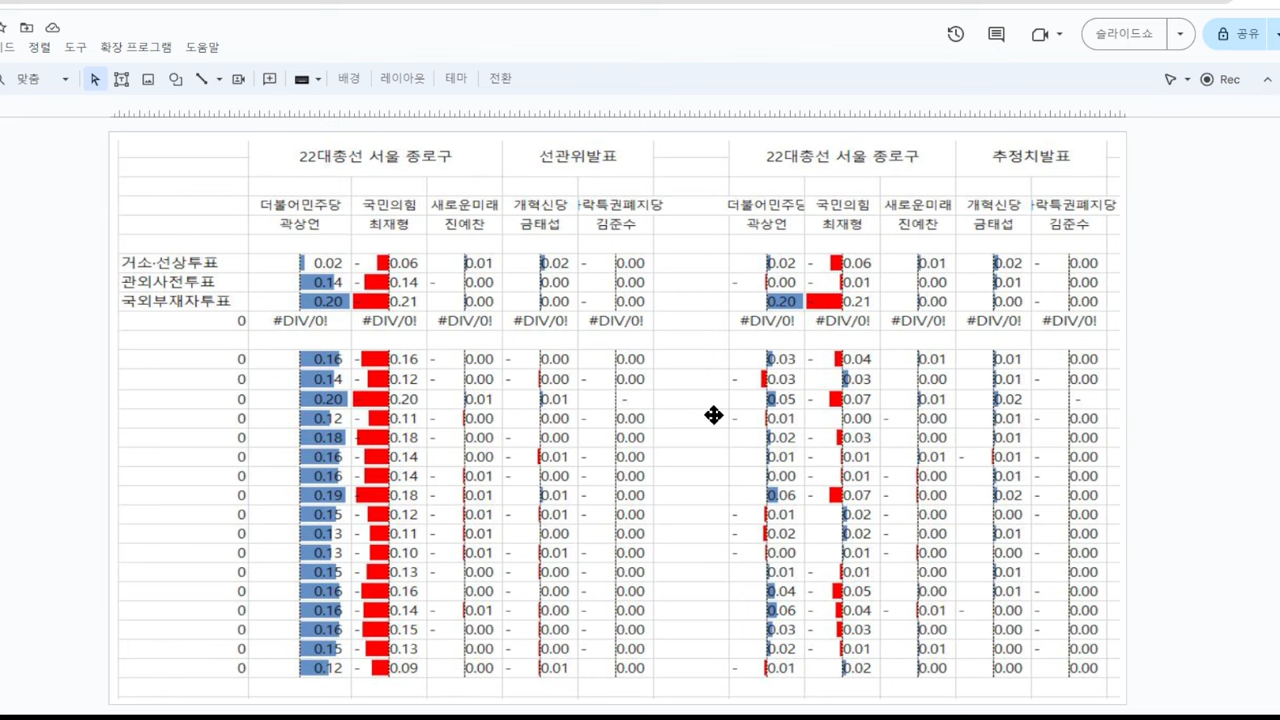 이드 정렬 도구 확장 프로그램 도움말
슬라이드쇼
공유
맞춤 배경 레이아웃 테마 전환 Rec
22대총선 서울 종로구 선관위발표 22대총선 서울 종로구 추정치발표
더불어민주당 국민의힘 새로운미래 개혁신당 락특권폐지당 더불어민주당 국민의힘 새로운미래 개혁신당 락특권폐지당
곽상언 최재형 진예찬 금태섭 김준수 곽상언 최재형 진예찬 금태섭 김준수
거소·선상투표 0.02 - 0.06 0.01 0.02 - 0.00 0.02 - 0.06 0.01 0.02 - 0.00
관외사전투표 0.14 - 0.14 - 0.00 0.00 - 0.00 - 0.00 - 0.01 0.00 0.01 - 0.00
국외부재자투표 0.20 - 0.21 0.00 0.00 - 0.00 0.20 - 0.21 0.00 0.00 - 0.00
0 #DIV/0! #DIV/0! #DIV/0! #DIV/0! #DIV/0! #DIV/0! #DIV/0! #DIV/0! #DIV/0! #DIV/0!
0 0.16 - 0.16 - 0.00 - 0.00 0.00 0.03 - 0.04 0.01 0.01 0.00
0 0.14 - 0.12 - 0.00 - 0.00 - 0.00 - 0.03 0.03 0.00 0.01 - 0.00
0 0.20 - 0.20 0.01 0.01 - 0.05 - 0.07 0.01 0.02 -
0 0.12 - 0.11 - 0.00 - 0.00 - 0.00 - 0.01 0.00 - 0.00 0.01 - 0.00
0 0.18 - 0.18 - 0.00 - 0.00 - 0.00 0.02 - 0.03 0.00 0.01 - 0.00
0 0.16 - 0.14 - 0.00 - 0.01 - 0.00 0.01 - 0.01 0.01 - 0.01 - 0.00
0 0.16 - 0.14 - 0.01 - 0.00 - 0.00 0.00 - 0.01 - 0.00 0.01 - 0.00
0 0.19 - 0.18 - 0.01 0.01 - 0.00 0.06 - 0.07 - 0.00 0.02 - 0.00
0 0.15 - 0.12 - 0.01 - 0.01 - 0.00 - 0.01 0.02 - 0.00 0.00 - 0.00
0 0.13 - 0.11 - 0.01 - 0.00 - 0.00 - 0.02 0.02 - 0.00 0.01 - 0.00
0 0.13 - 0.10 - 0.01 - 0.01 - 0.00 - 0.00 0.01 - 0.00 0.00 - 0.00
0 0.15 - 0.13 - 0.00 - 0.00 - 0.00 0.01 - 0.01 0.00 0.01 - 0.00
0 0.16 - 0.16 - 0.00 - 0.00 - 0.00 0.04 - 0.05 0.00 0.01 - 0.00
0 0.16 - 0.14 - 0.01 - 0.00 - 0.00 0.06 - 0.04 - 0.01 - 0.00 - 0.00
0 0.16 - 0.15 - 0.00 - 0.00 - 0.00 0.03 - 0.03 0.00 0.00 - 0.00
0 0.15 - 0.13 - 0.00 - 0.00 - 0.00 0.02 - 0.01 0.01 0.00 - 0.00
0 0.12 - 0.09 - 0.00 - 0.01 - 0.00 - 0.01 0.02 0.00 0.00 - 0.00